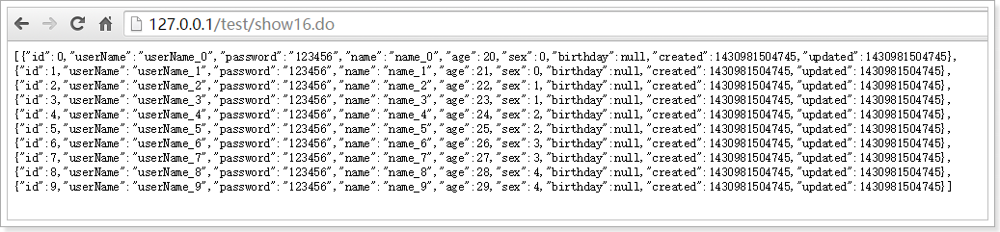 127.0.0.1/test/show16.do
[{"id":0,"userName":"userName_0","password":"123456","name":"name_0","age":20,"sex":0,"birthday":null,"created":1430981504745,"updated":1430981504745},
{"id":1,"userName":"userName_1","password":"123456","name":"name_1","age":21,"sex":0,"birthday":null,"created":1430981504745,"updated":1430981504745},
{"id":2,"userName":"userName_2","password":"123456","name":"name_2","age":22,"sex":1,"birthday":null,"created":1430981504745,"updated":1430981504745},
{"id":3,"userName":"userName_3","password":"123456","name":"name_3","age":23,"sex":1,"birthday":null,"created":1430981504745,"updated":1430981504745},
{"id":4,"userName":"userName_4","password":"123456","name":"name_4","age":24,"sex":2,"birthday":null,"created":1430981504745,"updated":1430981504745},
{"id":5,"userName":"userName_5","password":"123456","name":"name_5","age":25,"sex":2,"birthday":null,"created":1430981504745,"updated":1430981504745},
{"id":6,"userName":"userName_6","password":"123456","name":"name_6","age":26,"sex":3,"birthday":null,"created":1430981504745,"updated":1430981504745},
{"id":7,"userName":"userName_7","password":"123456","name":"name_7","age":27,"sex":3,"birthday":null,"created":1430981504745,"updated":1430981504745},
{"id":8,"userName":"userName_8","password":"123456","name":"name_8","age":28,"sex":4,"birthday":null,"created":1430981504745,"updated":1430981504745},
{"id":9,"userName":"userName_9","password":"123456","name":"name_9","age":29,"sex":4,"birthday":null,"created":1430981504745,"updated":1430981504745}]